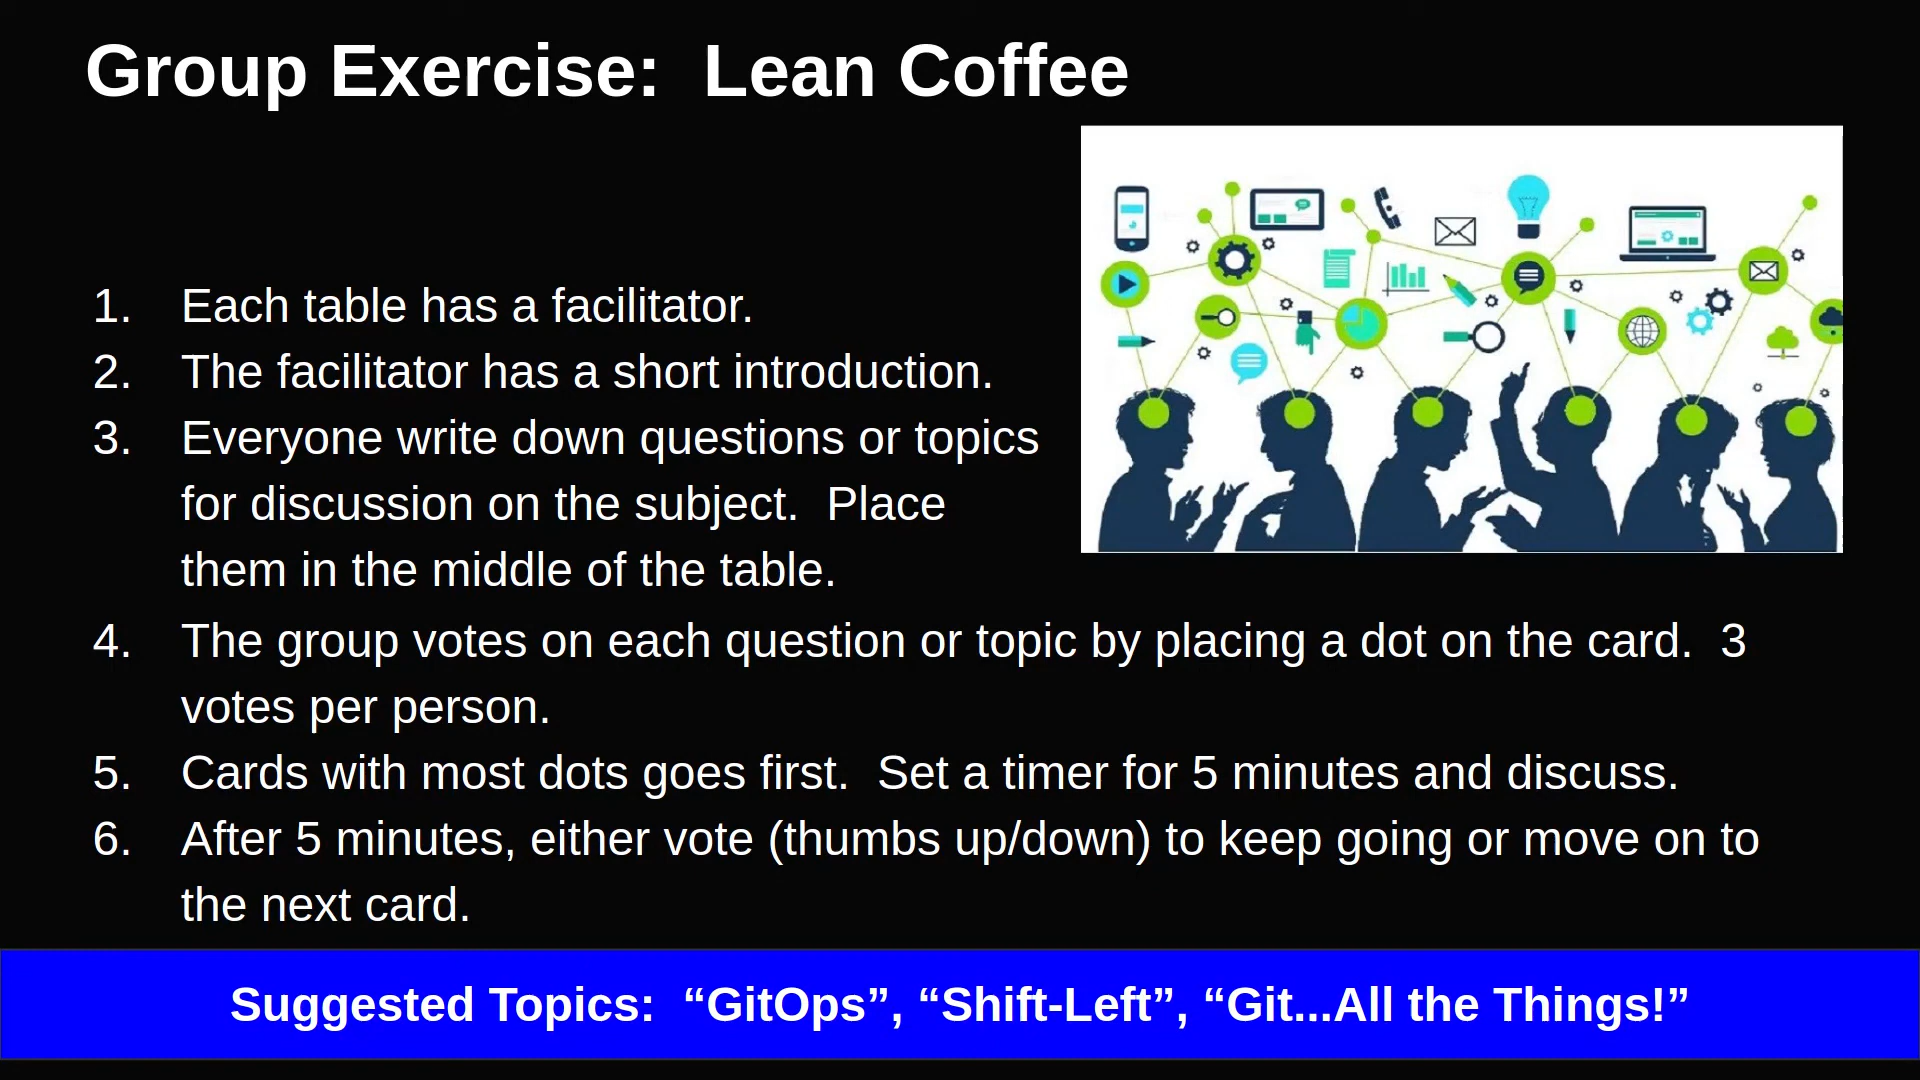 Group Exercise:  Lean Coffee
1. Each table has a facilitator.
2. The facilitator has a short introduction.
3. Everyone write down questions or topics
for discussion on the subject.  Place
them in the middle of the table.
4. The group votes on each question or topic by placing a dot on the card.  3
votes per person.
5. Cards with most dots goes first.  Set a timer for 5 minutes and discuss.
6. After 5 minutes, either vote (thumbs up/down) to keep going or move on to
the next card.
Suggested Topics:  “GitOps”, “Shift-Left”, “Git...All the Things!”